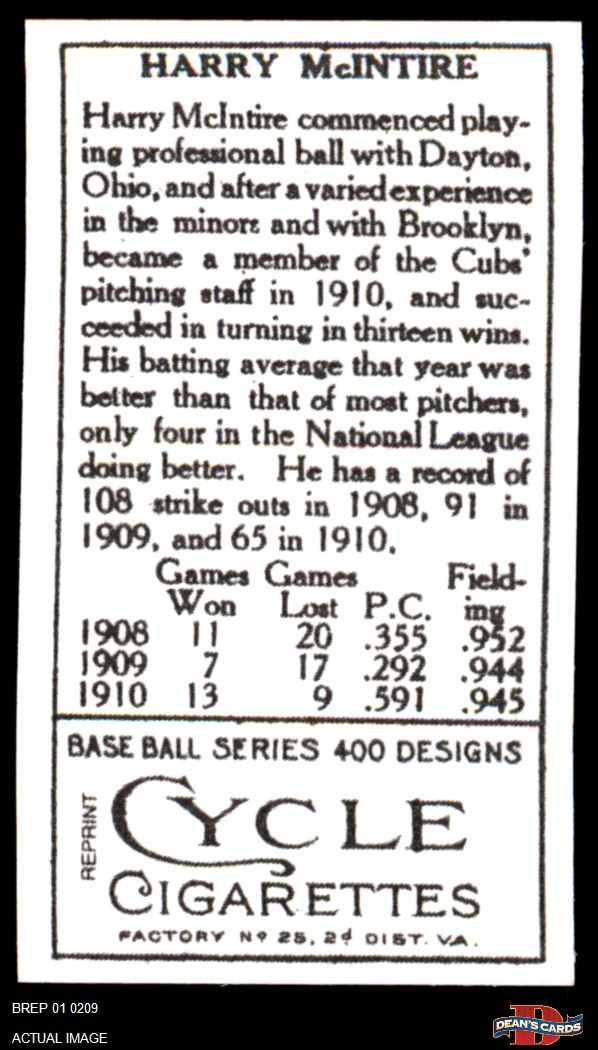 HARRY McINTIRE
Harry McIntire commenced play-
ing professional ball with Dayton,
Ohio, and after a varied experience
in the minors and with Brooklyn,
became a member of the Cubs'
pitching staff in 1910, and suc-
ceeded in turning in thirteen wins.
His batting average that year was
better than that of most pitchers,
only four in the National League
doing better. He has a record of
108 strike outs in 1908, 91 in
1909, and 65 in 1910.
Games Games Field-
Won Lost P.C. ing
1908 11 20 .355 .952
1909 7 17 .292 .944
1910 13 9 .591 .945
BASE BALL SERIES 400 DESIGNS
REPRINT
CYCLE
CIGARETTES
FACTORY Nº 25, 2d DIST. VA.
BREP 01 0209
ACTUAL IMAGE
D
DEAN'S CARDS